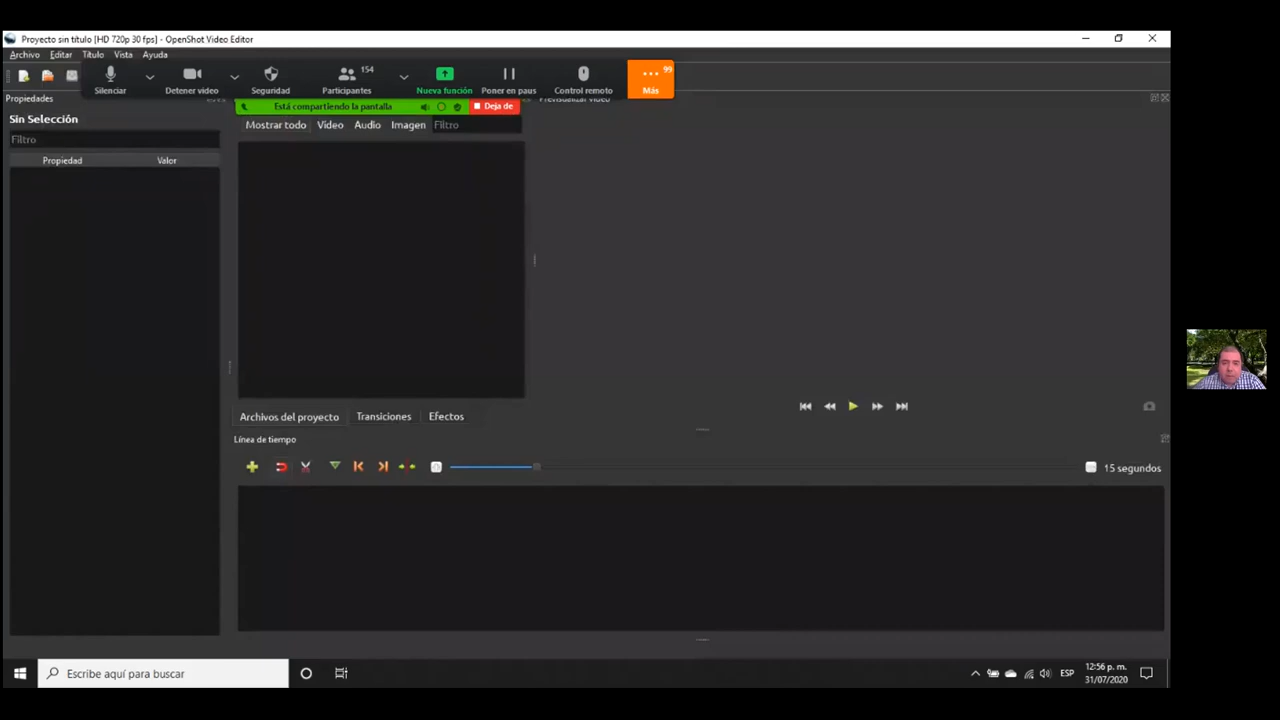 Proyecto sin título [HD 720p 30 fps] - OpenShot Video Editor
Archivo Editar Título Vista Ayuda
154
99
Silenciar Detener video Seguridad Participantes Nueva función Poner en paus Control remoto Más
Propiedades
Previsualizar video
Está compartiendo la pantalla Deja de
Sin Selección
Mostrar todo Video Audio Imagen Filtro
Filtro
Propiedad Valor
Archivos del proyecto Transiciones Efectos
Línea de tiempo
15 segundos
Escribe aquí para buscar
ESP
12:56 p. m.
31/07/2020